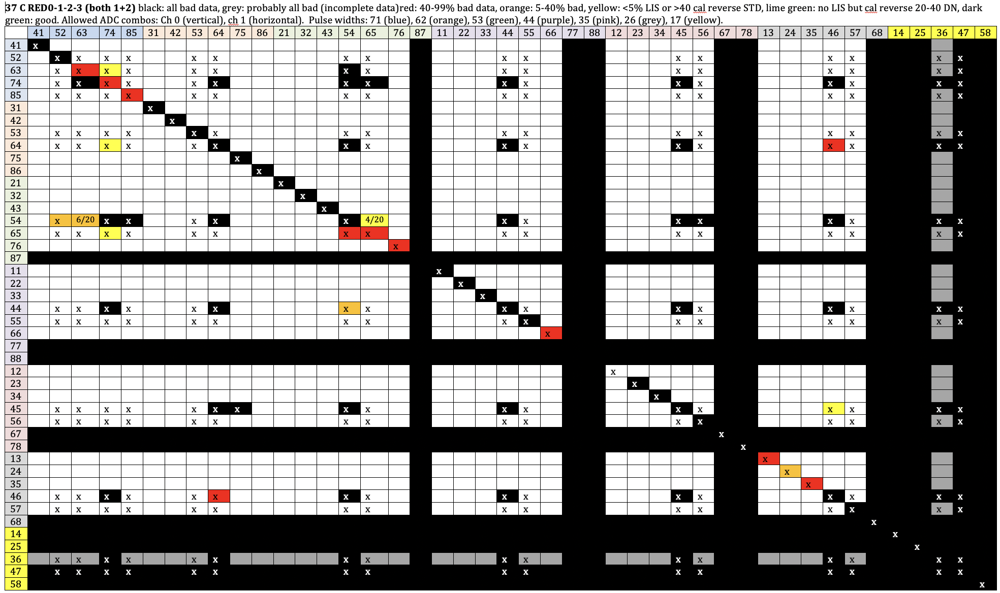 37 C RED0-1-2-3 (both 1+2) black: all bad data, grey: probably all bad (incomplete data)red: 40-99% bad data, orange: 5-40% bad, yellow: <5% LIS or >40 cal reverse STD, lime green: no LIS but cal reverse 20-40 DN, dark
green: good. Allowed ADC combos: Ch 0 (vertical), ch 1 (horizontal). Pulse widths: 71 (blue), 62 (orange), 53 (green), 44 (purple), 35 (pink), 26 (grey), 17 (yellow).
41 52 63 74 85 31 42 53 64 75 86 21 32 43 54 65 76 87 11 22 33 44 55 66 77 88 12 23 34 45 56 67 78 13 24 35 46 57 68 14 25 36 47 58
41 x
52 x x x x x x x x x x x x x x x x
63 x x x x x x x x x x x x x x x x
74 x x x x x x x x x x x x x x x x
85 x x x x x x x x x x x x x x x x
31 x
42 x
53 x x x x x x x x x x x x x x x x
64 x x x x x x x x x x x x x x x x
75 x
86 x
21 x
32 x
43 x
54 x 6/20 x x x x x 4/20 x x x x x x x x
65 x x x x x x x x x x x x x x x x
76 x
87
11 x
22 x
33 x
44 x x x x x x x x x x x x x x x x
55 x x x x x x x x x x x x x x x x
66 x
77
88
12 x
23 x
34 x
45 x x x x x x x x x x x x x x x x x
56 x x x x x x x x x x x x x x x x
67 x
78 x
13 x
24 x
35 x
46 x x x x x x x x x x x x x x x x
57 x x x x x x x x x x x x x x x x
68 x
14 x
25 x
36 x x x x x x x x x x x x x x x x
47 x x x x x x x x x x x x x x x x
58 x